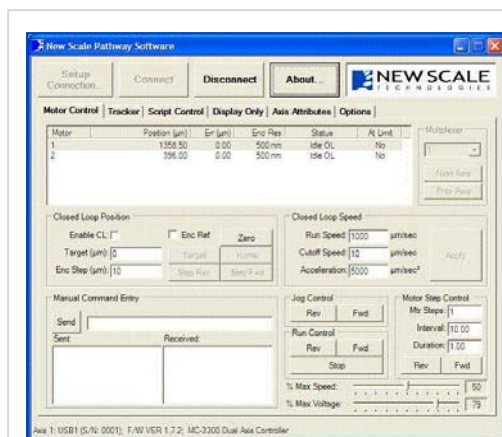 New Scale Pathway Software
Setup Connection... Connect Disconnect About... NEW SCALE TECHNOLOGIES
Motor Control Tracker Script Control Display Only Axis Attributes Options
Motor Position (µm) Err (µm) Enc Res Status At Limit
1 1358.50 0.00 500 nm Idle OL No
2 396.00 0.00 500 nm Idle OL No
Multiplexer
1
Next Axis
Prev Axis
Closed Loop Position
Enable CL: Enc Ref Zero
Target (µm): 0 Target Home
Enc Step (µm): 10 Step Rev Step Fwd
Closed Loop Speed
Run Speed: 1000 µm/sec
Cutoff Speed: 10 µm/sec
Acceleration: 5000 µm/sec²
Apply
Manual Command Entry
Send
Sent: Received:
Jog Control
Rev Fwd
Run Control
Rev Fwd
Stop
Motor Step Control
Mtr Steps: 1
Interval: 10.00
Duration: 1.00
Rev Fwd
% Max Speed: 50
% Max Voltage: 79
Axis 1: USB1 (S/N: 0001); F/W VER 1.7.2; MC-3300 Dual Axis Controller